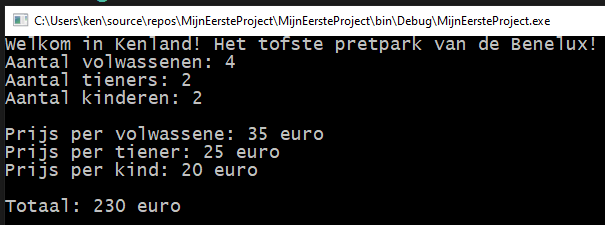 C:\Users\ken\source\repos\MijnEersteProject\MijnEersteProject\bin\Debug\MijnEersteProject.exe
Welkom in Kenland! Het tofste pretpark van de Benelux!
Aantal volwassenen: 4
Aantal tieners: 2
Aantal kinderen: 2
Prijs per volwassene: 35 euro
Prijs per tiener: 25 euro
Prijs per kind: 20 euro
Totaal: 230 euro